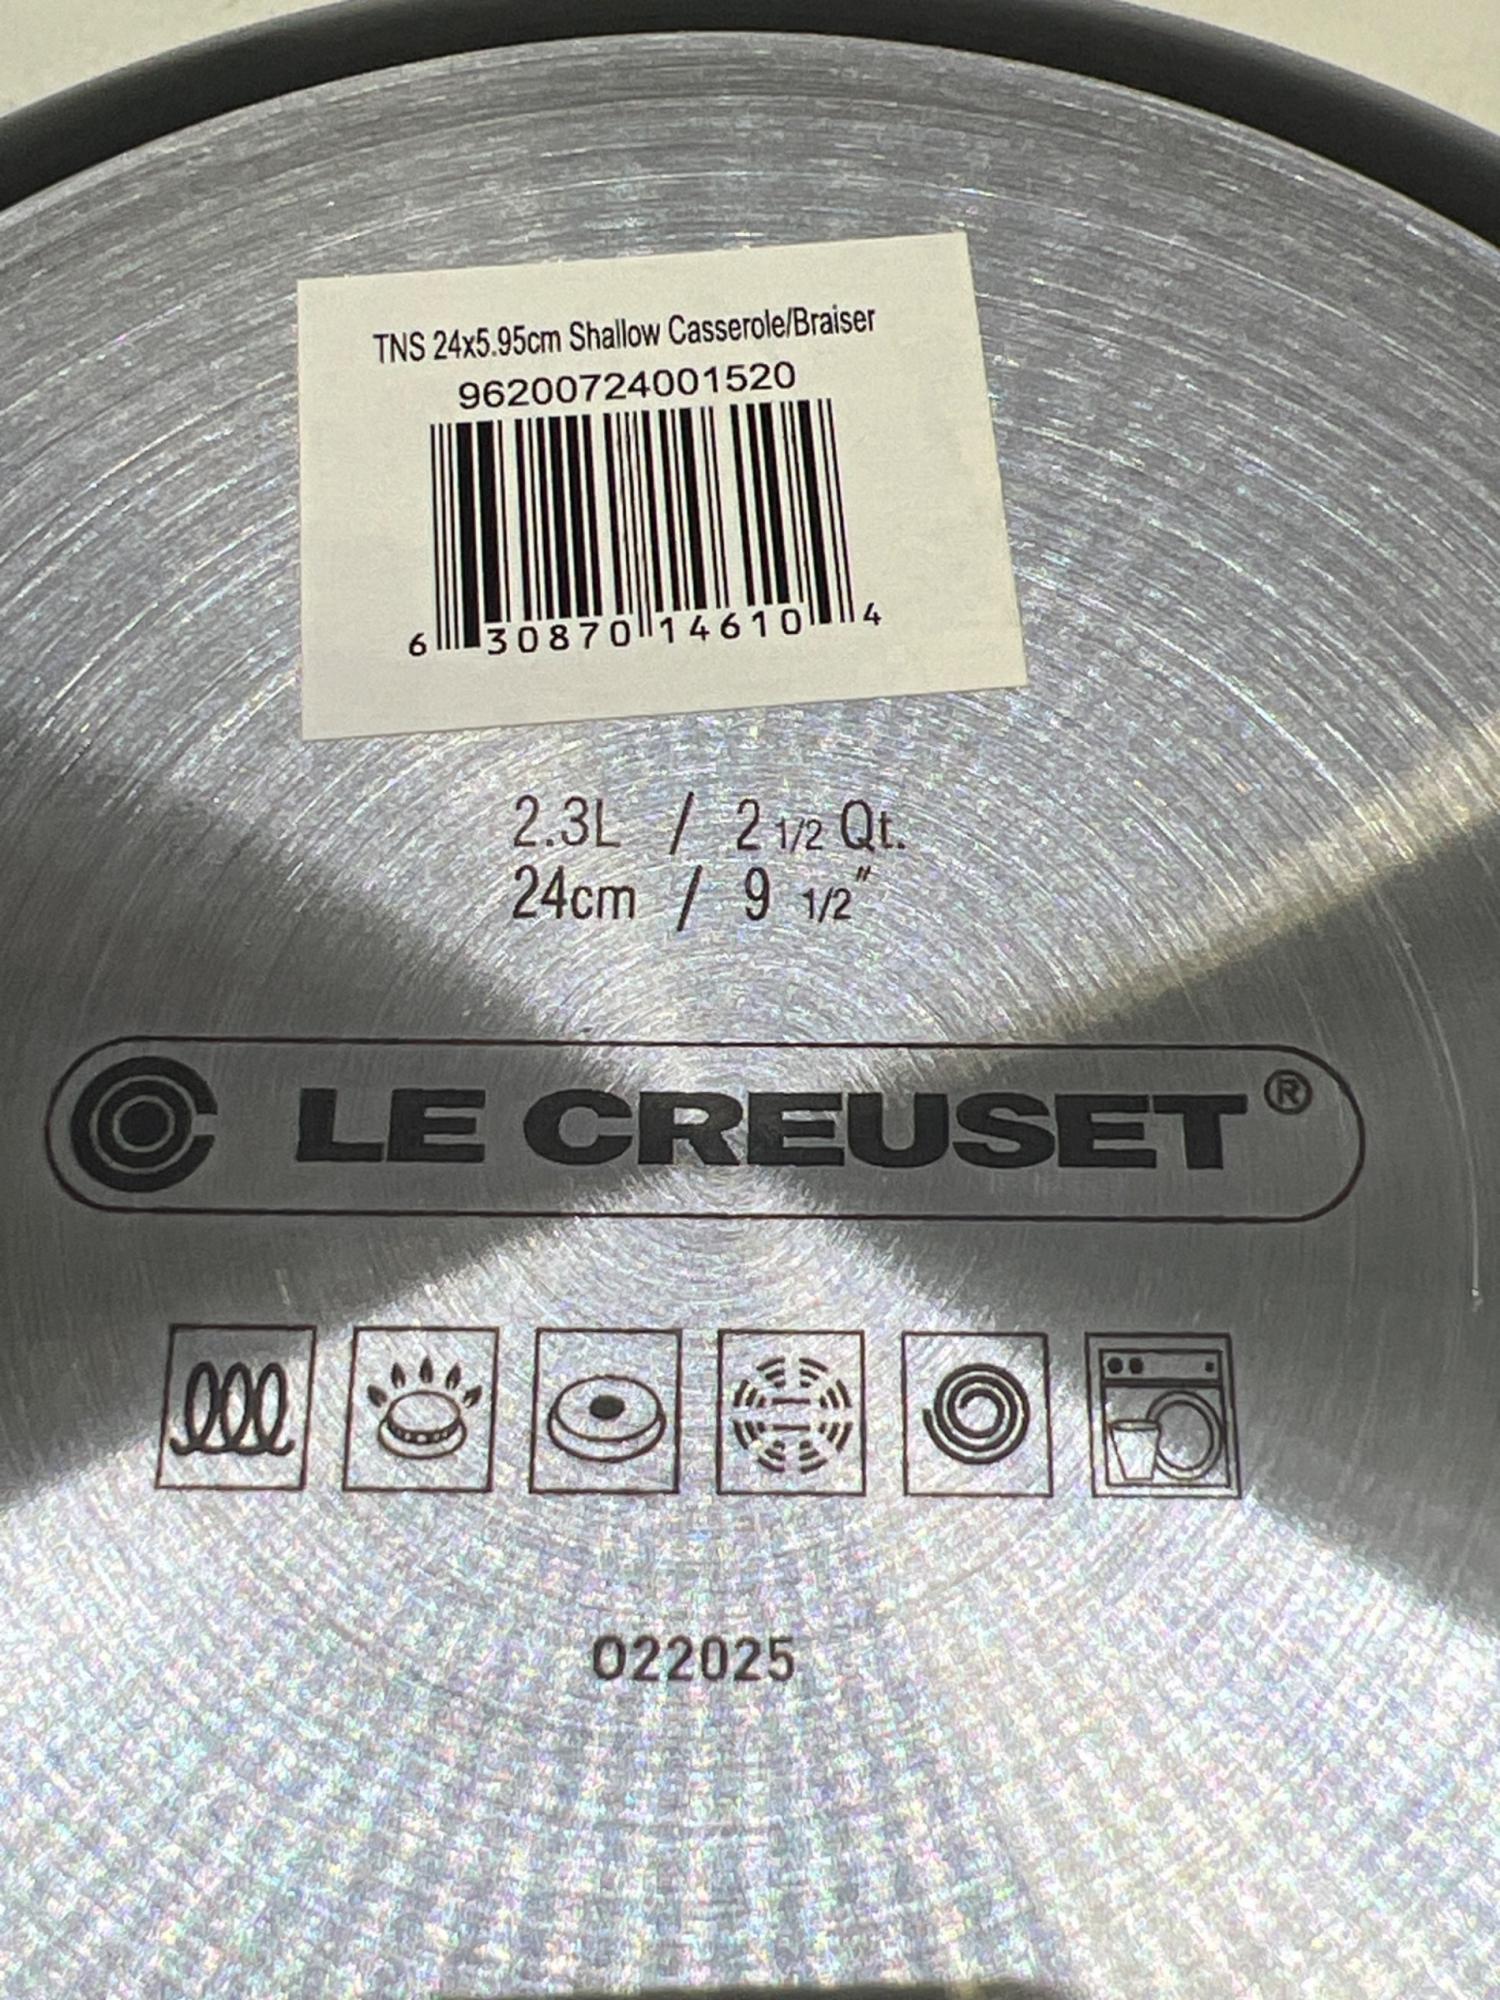 TNS 24x5.95cm Shallow Casserole/Braiser
96200724001520
6 30870 14610 4
2.3L / 2 1/2 Qt.
24cm / 9 1/2"
LE CREUSET®
022025